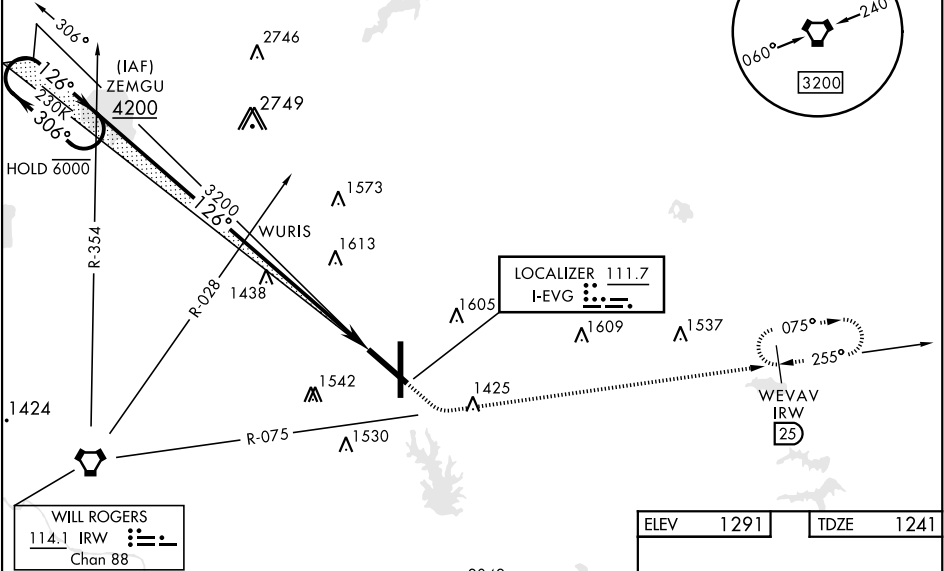 306°
2746
240
(IAF)
ZEMGU
4200
126°
060°
230K
3200
2749
306°
HOLD 6000
3200
1573
126°
WURIS
1613
R-354
LOCALIZER 111.7
I-EVG
1438
R-028
1605
1609
1537
075°
255°
1542
1425
WEVAV
IRW
25
1424
R-075
1530
WILL ROGERS
114.1 IRW
Chan 88
ELEV 1291
TDZE 1241